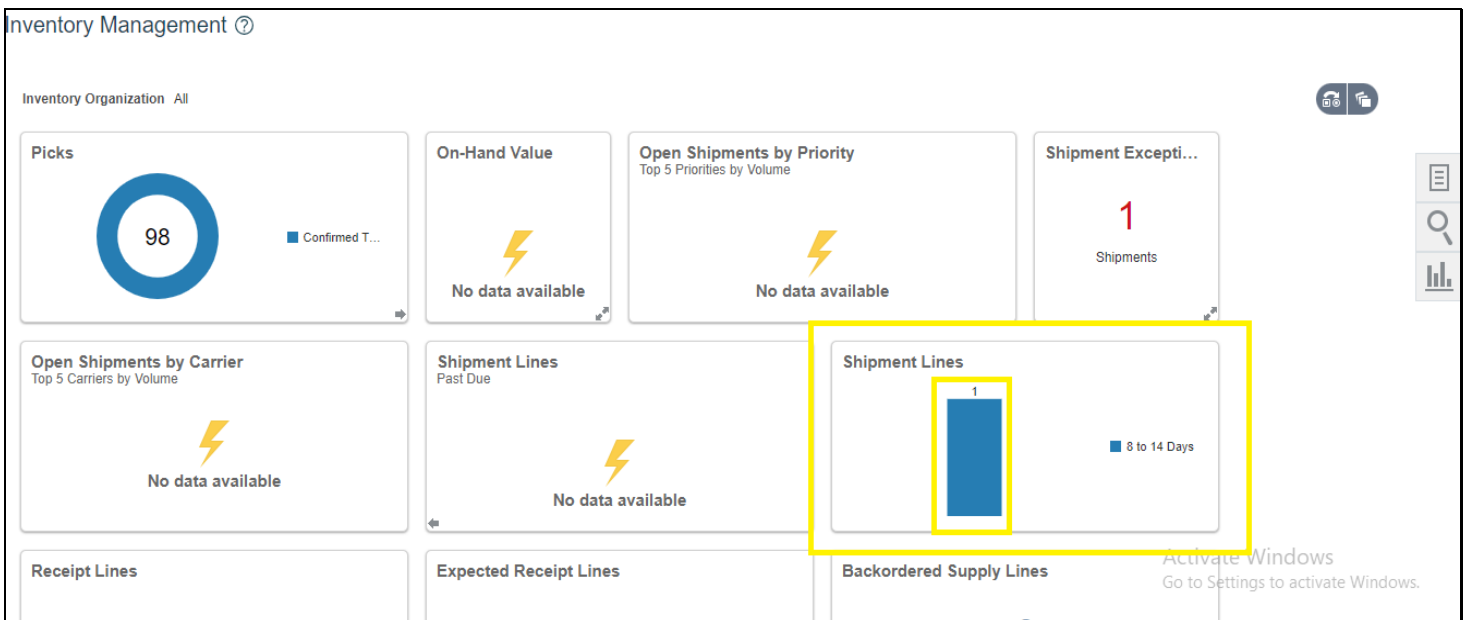 Inventory Management ?
Inventory Organization All
Picks
98
Confirmed T...
On-Hand Value
No data available
Open Shipments by Priority
Top 5 Priorities by Volume
No data available
Shipment Excepti...
1
Shipments
Open Shipments by Carrier
Top 5 Carriers by Volume
No data available
Shipment Lines
Past Due
No data available
Shipment Lines
1
8 to 14 Days
Receipt Lines
Expected Receipt Lines
Backordered Supply Lines
Activate Windows
Go to Settings to activate Windows.